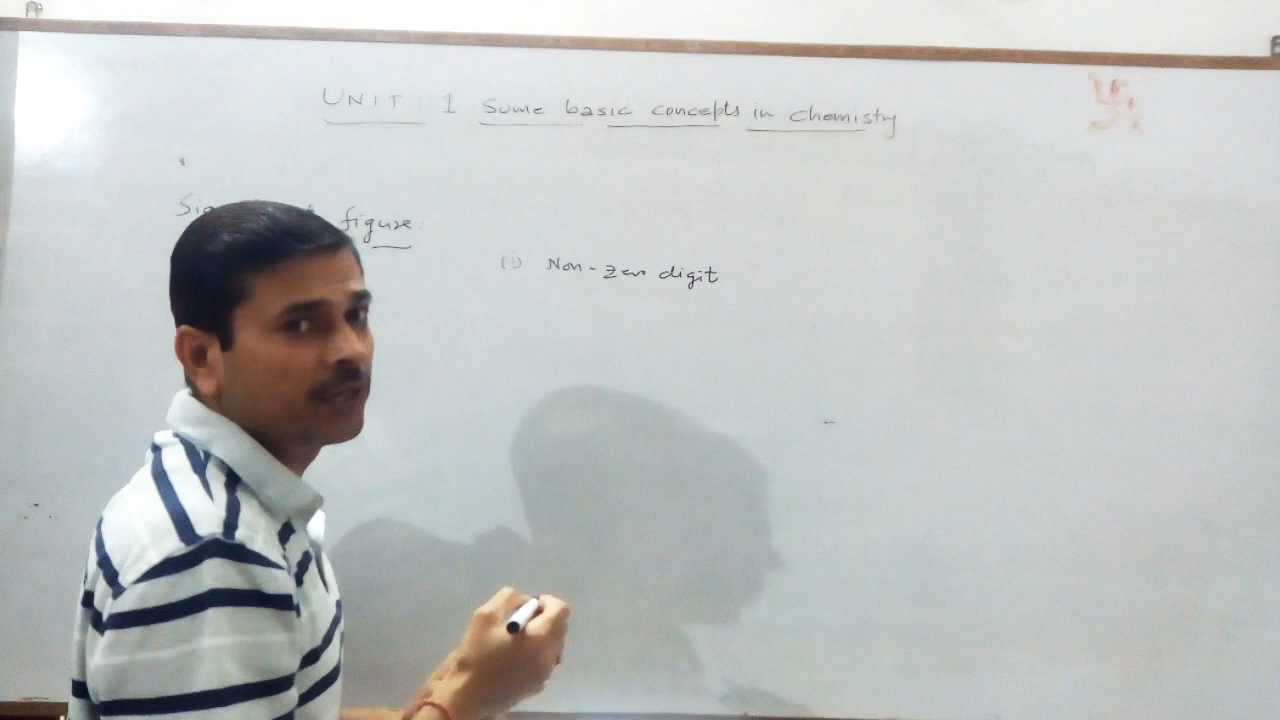 UNIT 1 Some basic concepts in Chemistry
figure
(i) Non-zero digit